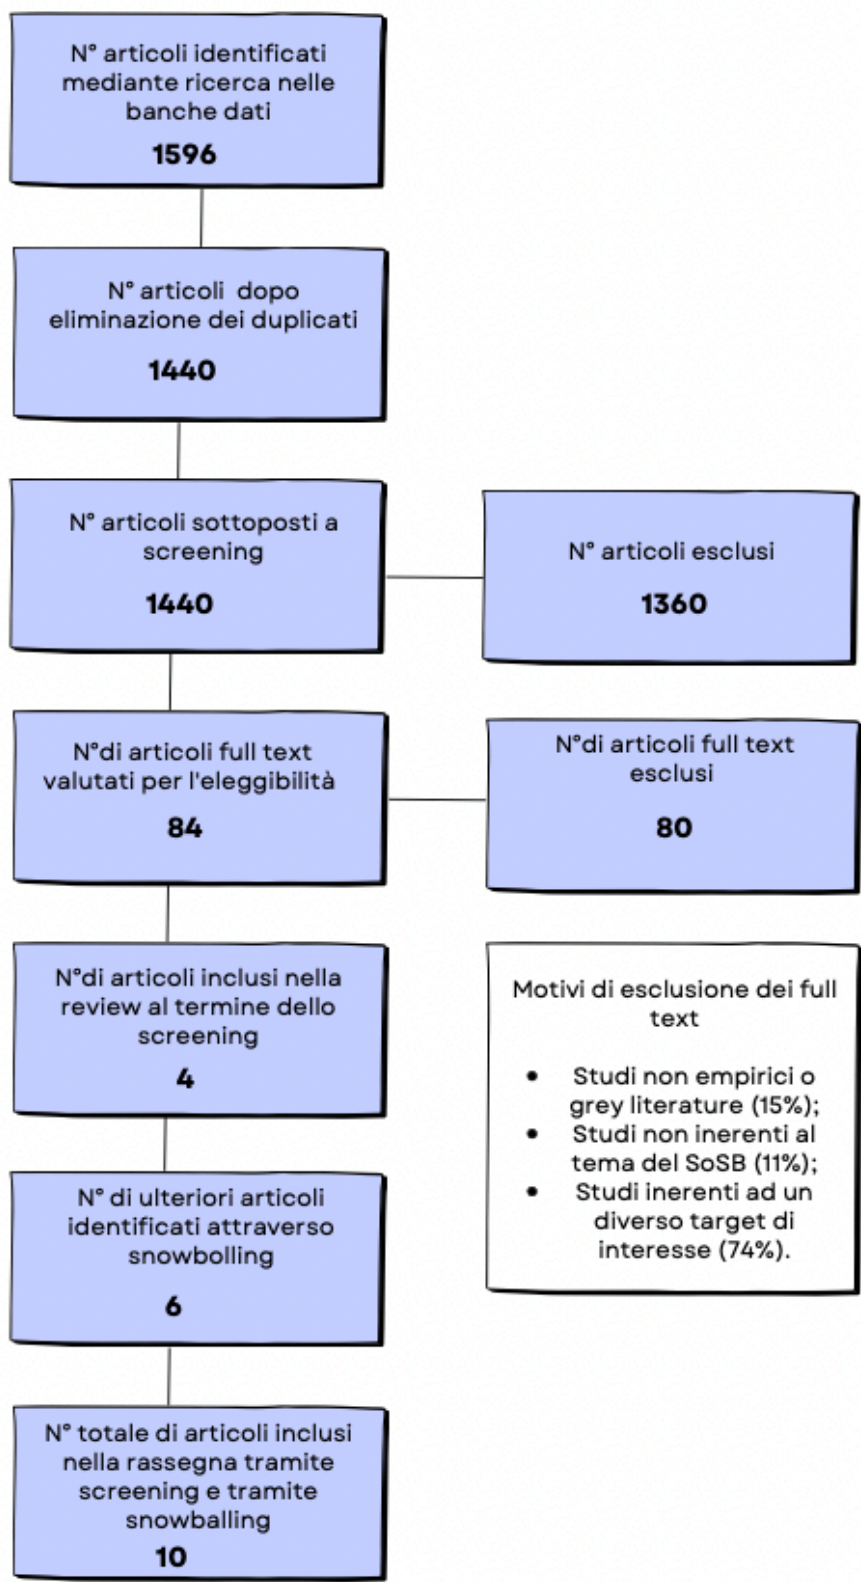 N° articoli identificati
mediante ricerca nelle
banche dati
1596
N° articoli dopo
eliminazione dei duplicati
1440
N° articoli sottoposti a
screening
1440
N° articoli esclusi
1360
N°di articoli full text
valutati per l'eleggibilità
84
N°di articoli full text
esclusi
80
N°di articoli inclusi nella
review al termine dello
screening
4
Motivi di esclusione dei full
text
• Studi non empirici o
grey literature (15%);
• Studi non inerenti al
tema del SoSB (11%);
• Studi inerenti ad un
diverso target di
interesse (74%).
N° di ulteriori articoli
identificati attraverso
snowbolling
6
N° totale di articoli inclusi
nella rassegna tramite
screening e tramite
snowballing
10